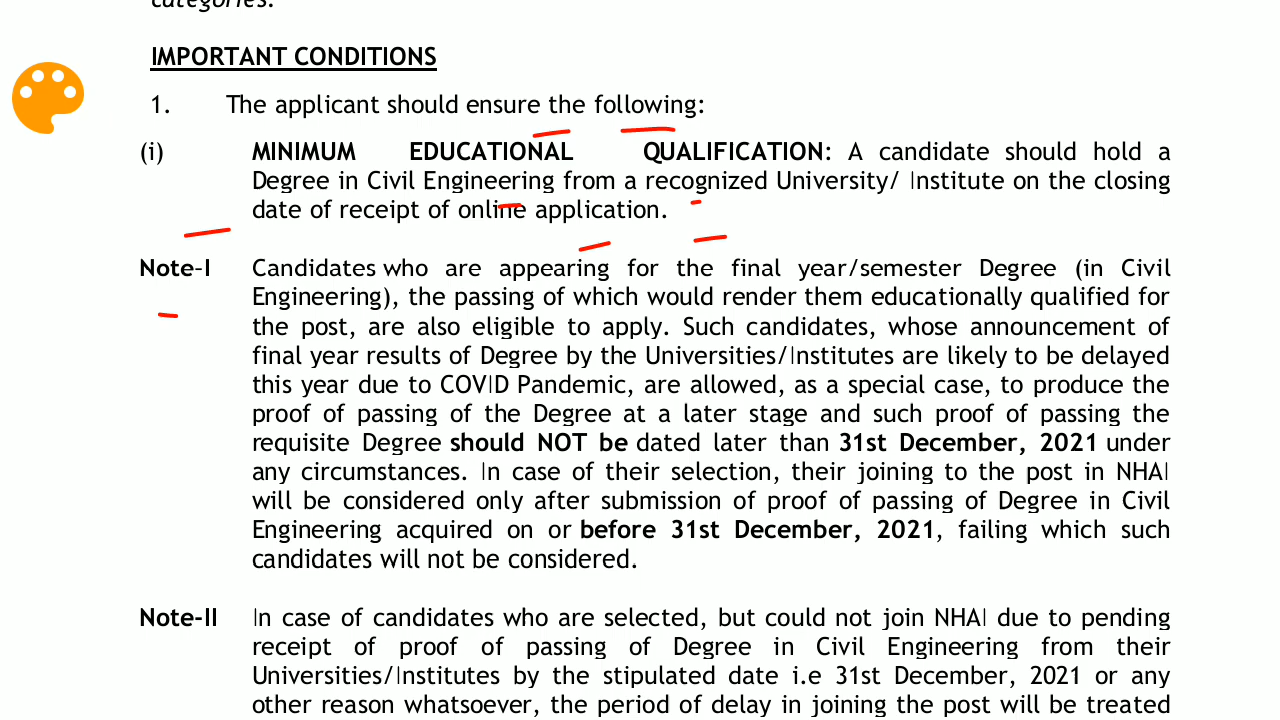 categories.
IMPORTANT CONDITIONS
1. The applicant should ensure the following:
(i) MINIMUM EDUCATIONAL QUALIFICATION: A candidate should hold a
Degree in Civil Engineering from a recognized University/ Institute on the closing
date of receipt of online application.
Note-I Candidates who are appearing for the final year/semester Degree (in Civil
Engineering), the passing of which would render them educationally qualified for
the post, are also eligible to apply. Such candidates, whose announcement of
final year results of Degree by the Universities/Institutes are likely to be delayed
this year due to COVID Pandemic, are allowed, as a special case, to produce the
proof of passing of the Degree at a later stage and such proof of passing the
requisite Degree should NOT be dated later than 31st December, 2021 under
any circumstances. In case of their selection, their joining to the post in NHAI
will be considered only after submission of proof of passing of Degree in Civil
Engineering acquired on or before 31st December, 2021, failing which such
candidates will not be considered.
Note-II In case of candidates who are selected, but could not join NHAI due to pending
receipt of proof of passing of Degree in Civil Engineering from their
Universities/Institutes by the stipulated date i.e 31st December, 2021 or any
other reason whatsoever, the period of delay in joining the post will be treated